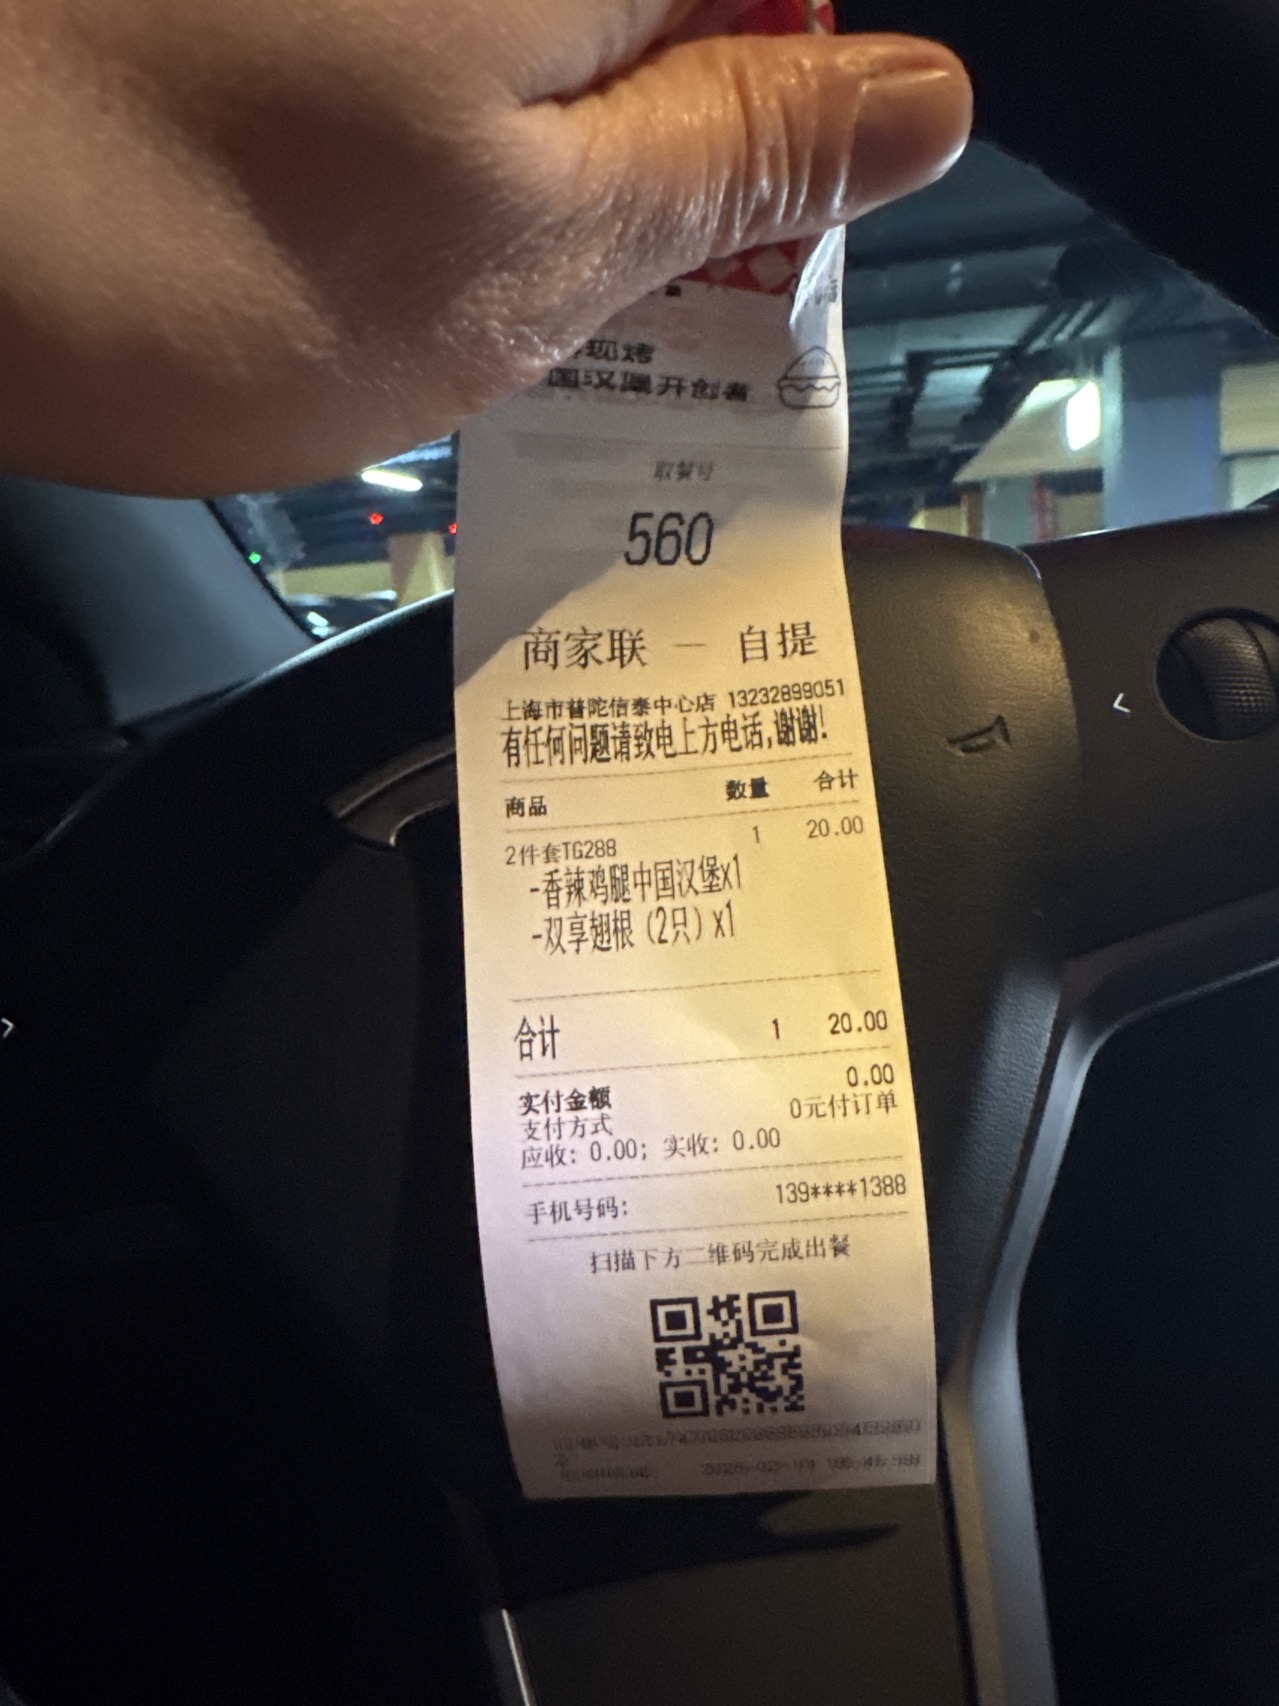 现烤
国汉堡开创者
取餐号
560
商家联 — 自提
上海市普陀信泰中心店 13232899051
有任何问题请致电上方电话,谢谢!
商品 数量 合计
2件套TG288 1 20.00
-香辣鸡腿中国汉堡x1
-双享翅根(2只)x1
合计 1 20.00
实付金额 0.00
支付方式 0元付订单
应收: 0.00; 实收: 0.00
手机号码: 139****1388
扫描下方二维码完成出餐